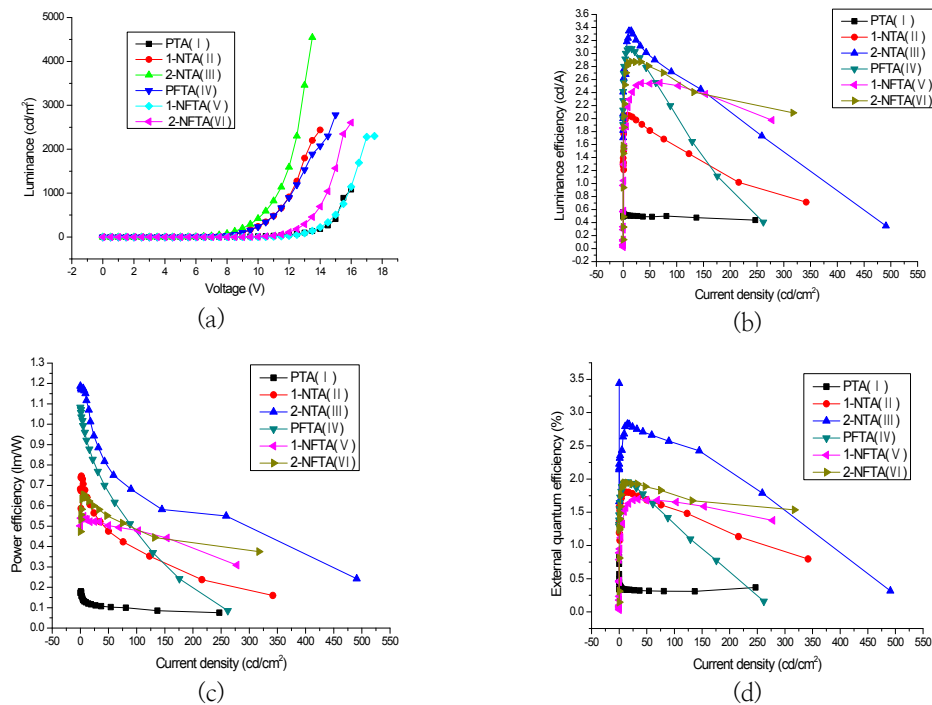 5000
4000
3000
2000
1000
0
Luminance (cd/m²)
PTA(Ⅰ)
1-NTA(Ⅱ)
2-NTA(Ⅲ)
PFTA(Ⅳ)
1-NFTA(Ⅴ)
2-NFTA(Ⅵ)
-2 0 2 4 6 8 10 12 14 16 18
Voltage (V)
(a)
3.6
3.4
3.2
3.0
2.8
2.6
2.4
2.2
2.0
1.8
1.6
1.4
1.2
1.0
0.8
0.6
0.4
0.2
0.0
-0.2
Luminance efficiency (cd/A)
PTA(Ⅰ)
1-NTA(Ⅱ)
2-NTA(Ⅲ)
PFTA(Ⅳ)
1-NFTA(Ⅴ)
2-NFTA(Ⅵ)
-50 0 50 100 150 200 250 300 350 400 450 500 550
Current density (cd/cm²)
(b)
1.3
1.2
1.1
1.0
0.9
0.8
0.7
0.6
0.5
0.4
0.3
0.2
0.1
0.0
Power efficiency (lm/W)
PTA(Ⅰ)
1-NTA(Ⅱ)
2-NTA(Ⅲ)
PFTA(Ⅳ)
1-NFTA(Ⅴ)
2-NFTA(Ⅵ)
-50 0 50 100 150 200 250 300 350 400 450 500 550
Current density (cd/cm²)
(c)
3.5
3.0
2.5
2.0
1.5
1.0
0.5
0.0
External quantum efficiency (%)
PTA(Ⅰ)
1-NTA(Ⅱ)
2-NTA(Ⅲ)
PFTA(Ⅳ)
1-NFTA(Ⅴ)
2-NFTA(Ⅵ)
-50 0 50 100 150 200 250 300 350 400 450 500 550
Current density (cd/cm²)
(d)